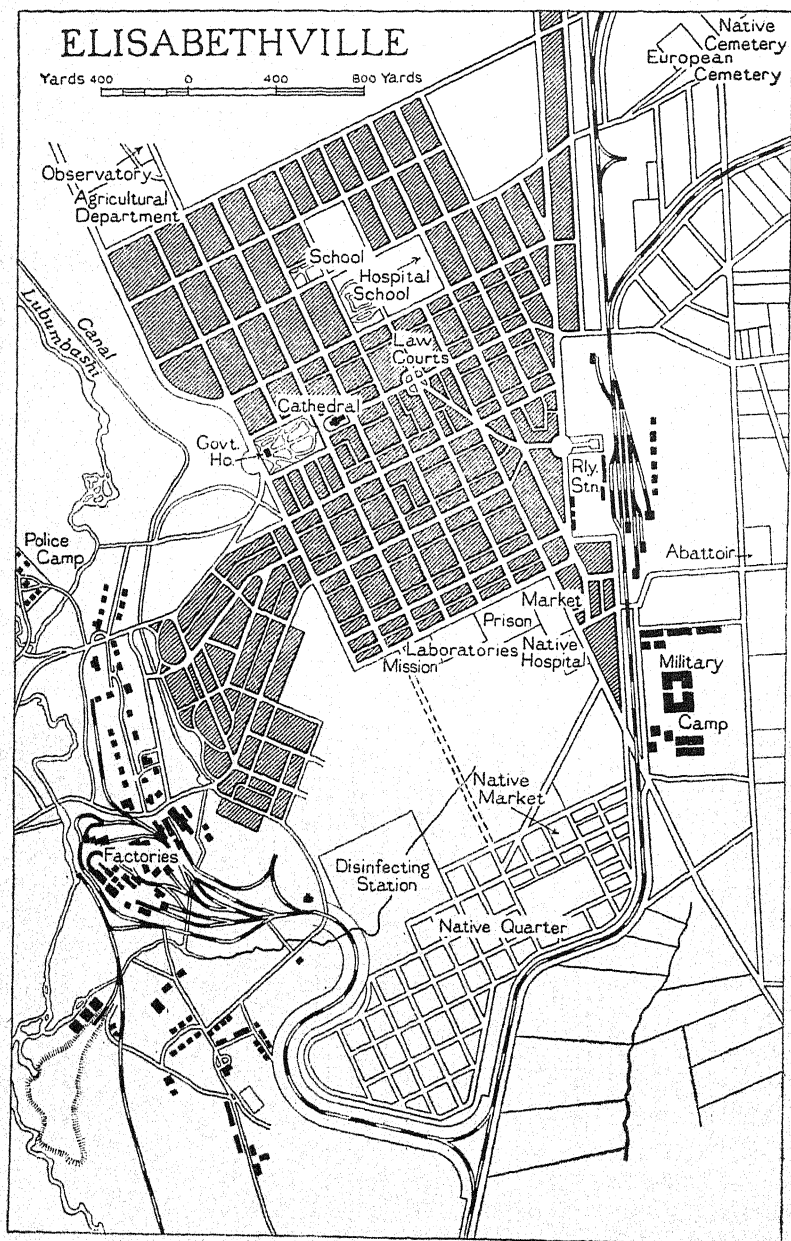 ELISABETHVILLE
Yards 400 0 400 800 Yards
Native
Cemetery
European
Cemetery
Observatory
Agricultural
Department
School
Hospital
School
Canal
Lubumbashi
Law
Courts
Cathedral
Govt.
Ho.
Rly.
Stn.
Police
Camp
Abattoir
Market
Prison
Laboratories
Native
Hospital
Mission
Military
Camp
Native
Market
Factories
Disinfecting
Station
Native Quarter